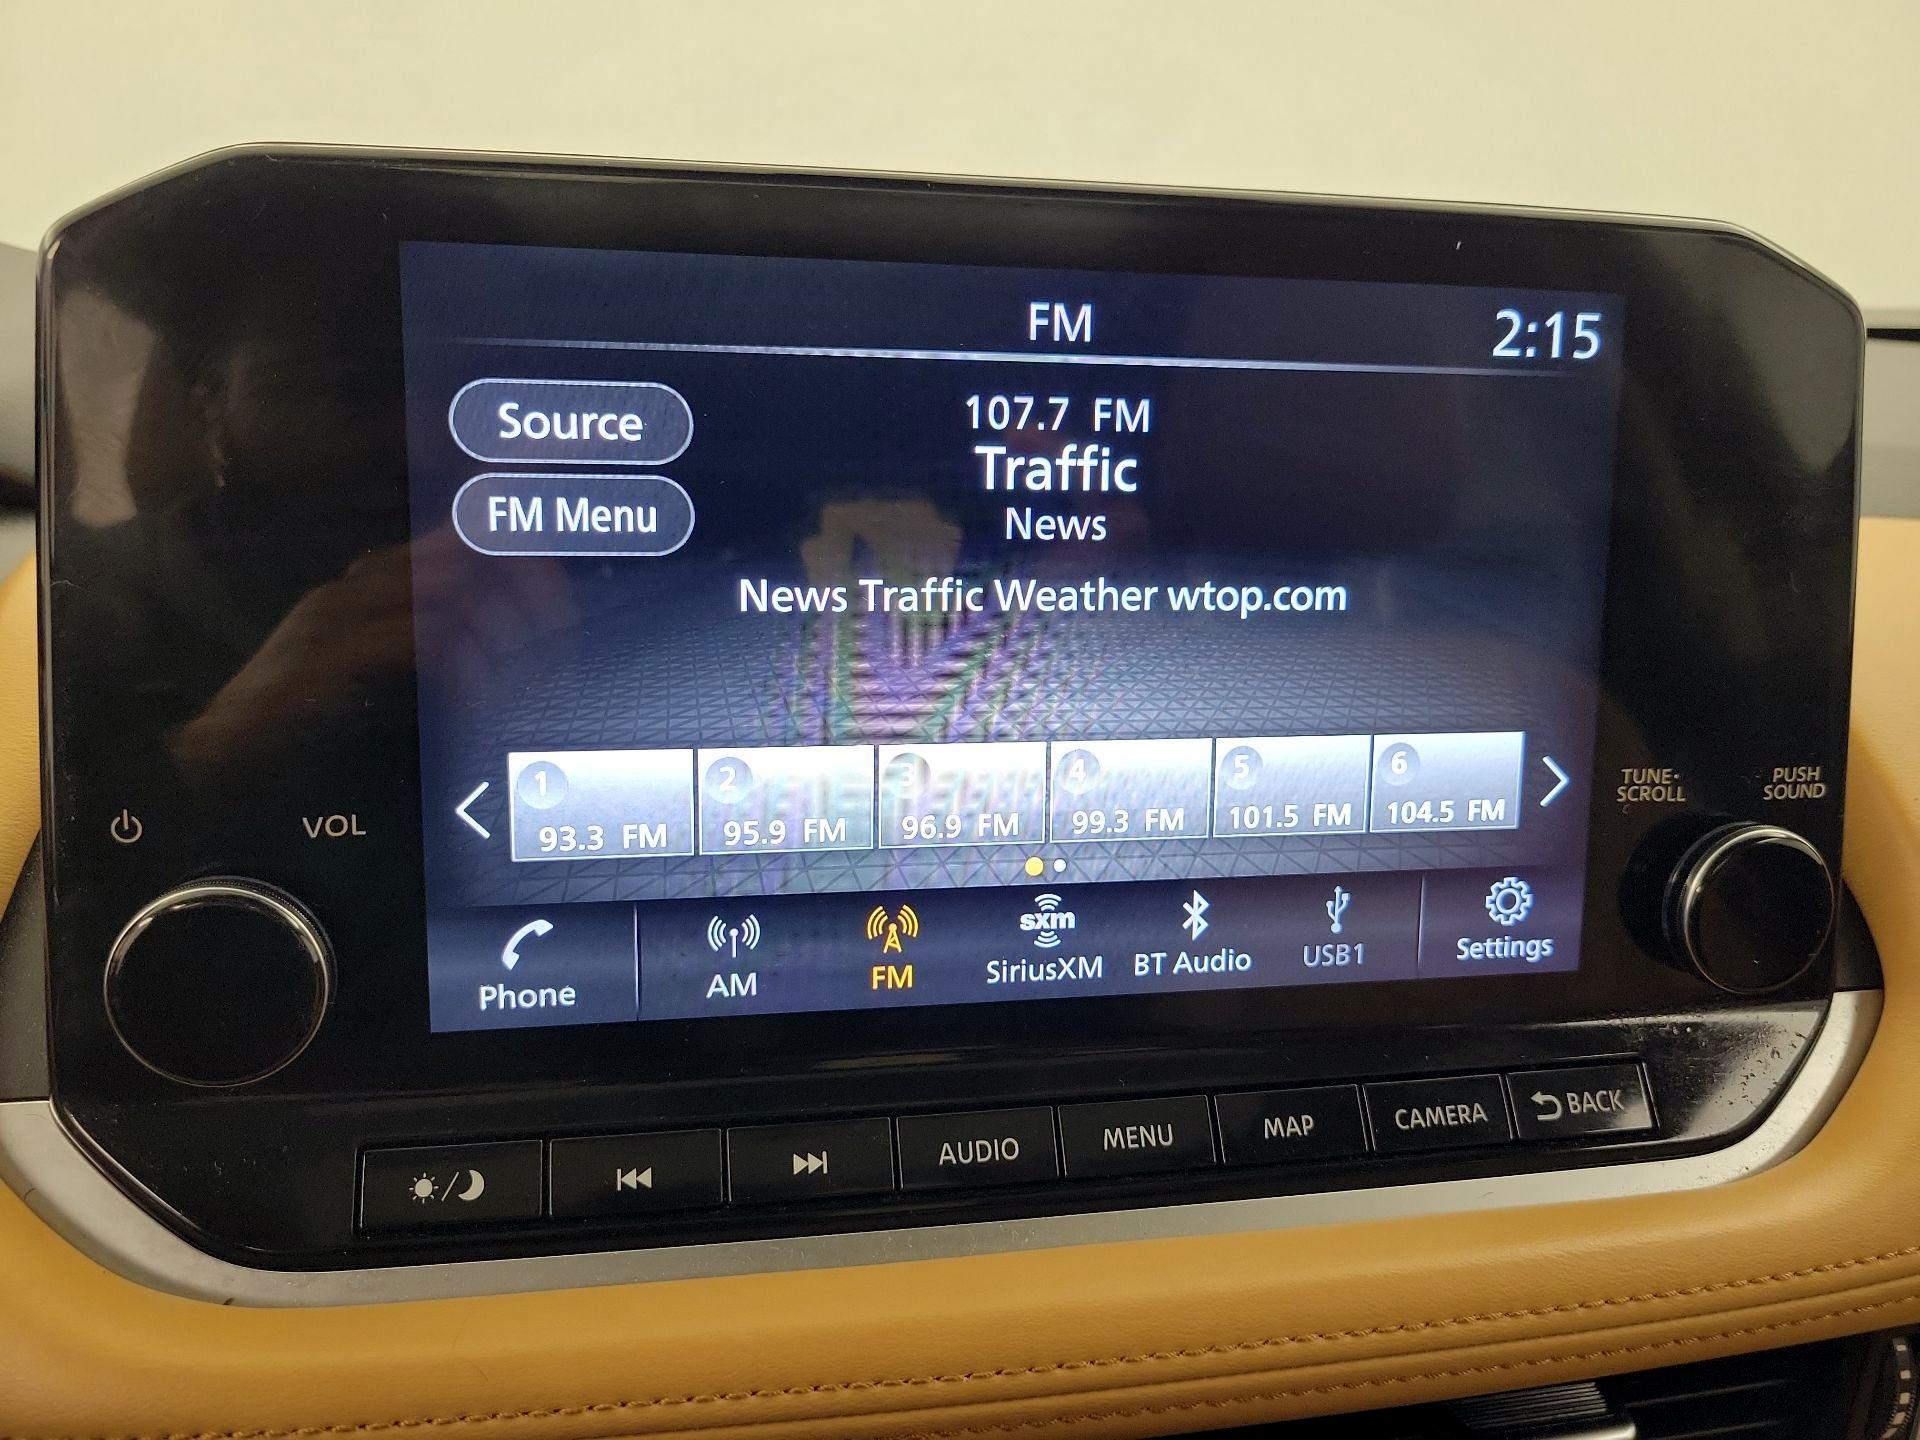 FM
2:15
Source
107.7 FM
Traffic
FM Menu
News
News Traffic Weather wtop.com
1 93.3 FM
2 95.9 FM
3 96.9 FM
4 99.3 FM
5 101.5 FM
6 104.5 FM
VOL
TUNE·
SCROLL
PUSH
SOUND
Phone
AM
FM
sxm
SiriusXM
BT Audio
USB1
Settings
AUDIO
MENU
MAP
CAMERA
BACK